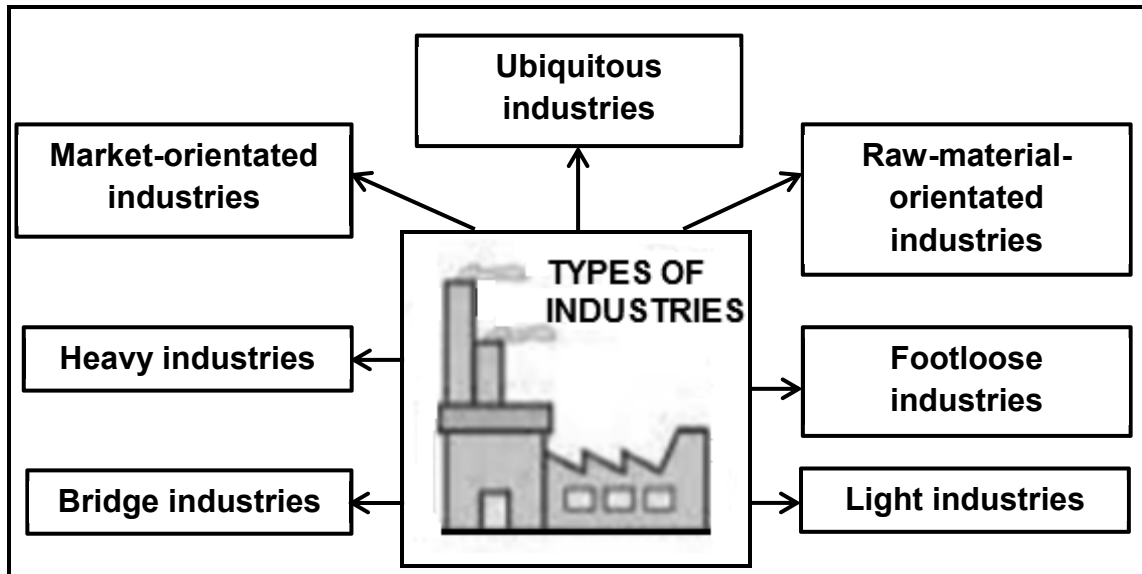 Ubiquitous
industries
Market-orientated
industries
Raw-material-
orientated
industries
TYPES OF
INDUSTRIES
Heavy industries
Footloose
industries
Bridge industries
Light industries